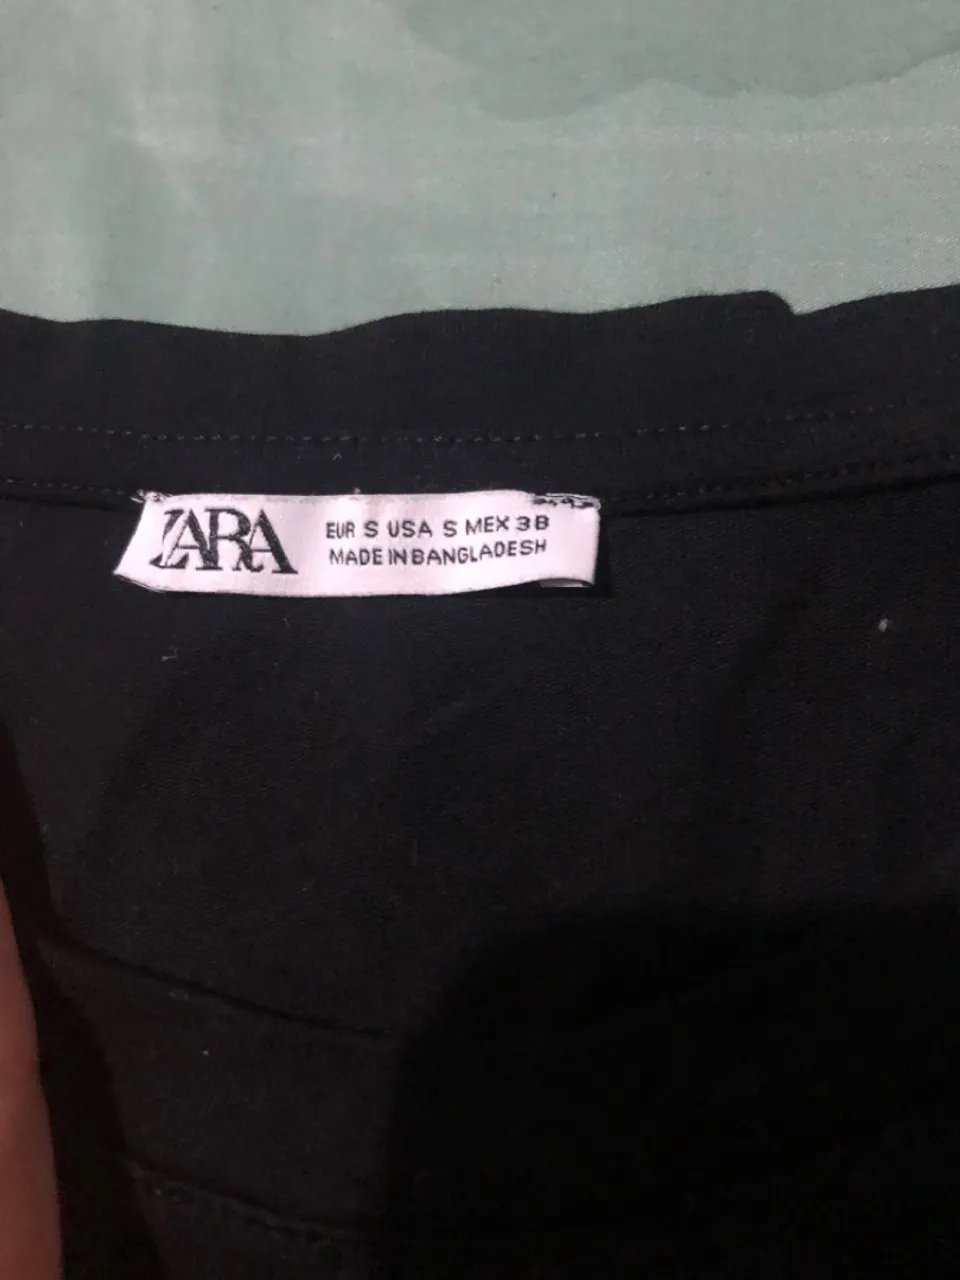 ZARA
EUR S USA S MEX 38
MADE IN BANGLADESH